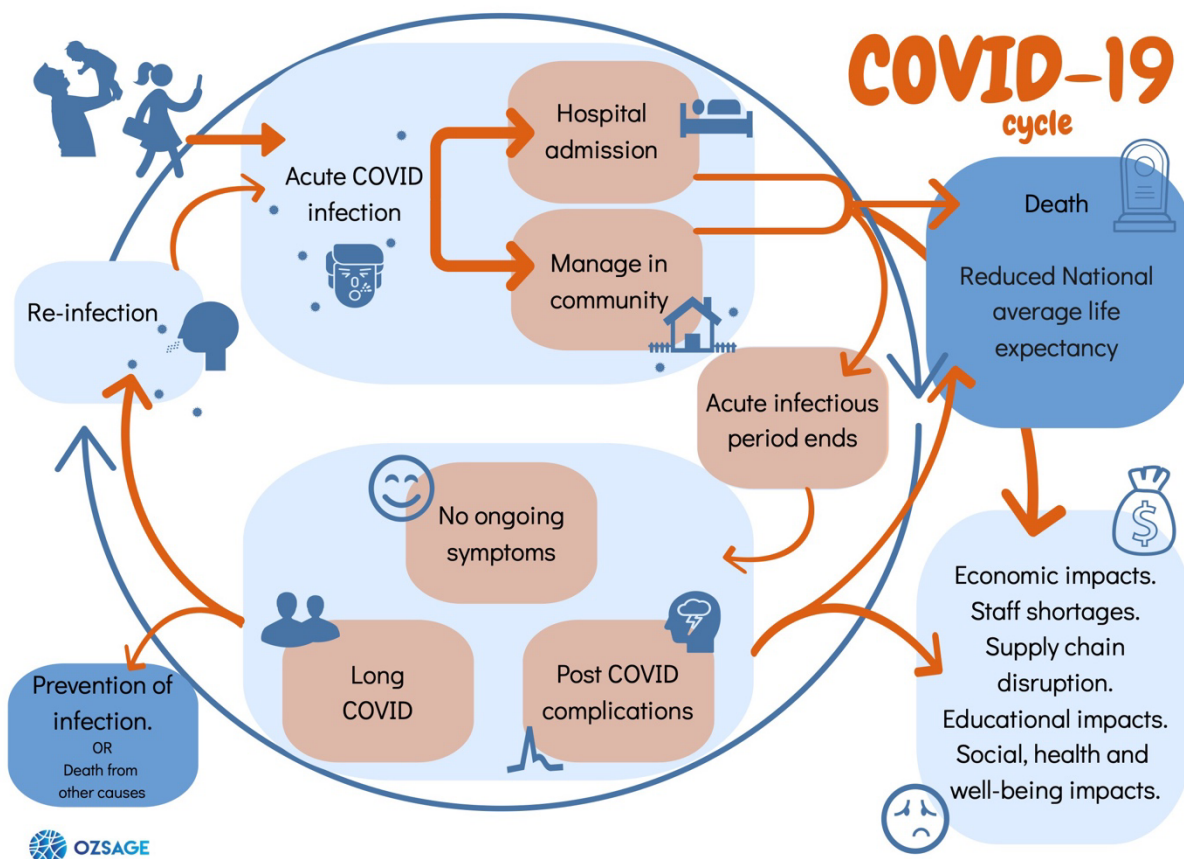 COVID-19
cycle
Acute COVID
infection
Hospital
admission
Manage in
community
Death
Reduced National
average life
expectancy
Re-infection
Acute infectious
period ends
No ongoing
symptoms
Long
COVID
Post COVID
complications
Prevention of
infection.
OR
Death from
other causes
$
Economic impacts.
Staff shortages.
Supply chain
disruption.
Educational impacts.
Social, health and
well-being impacts.
OZSAGE